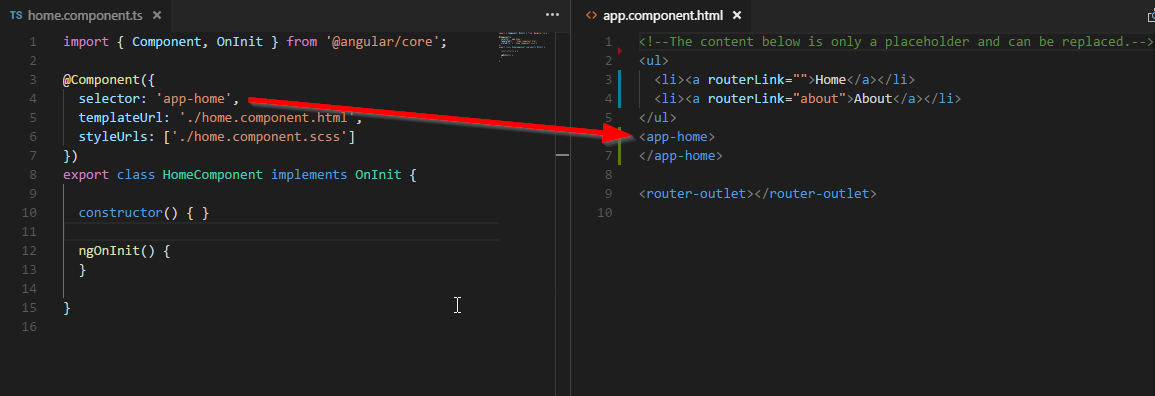 TS home.component.ts ×
1 import { Component, OnInit } from '@angular/core';
2
3 @Component({
4 selector: 'app-home',
5 templateUrl: './home.component.html',
6 styleUrls: ['./home.component.scss']
7 })
8 export class HomeComponent implements OnInit {
9
10 constructor() { }
11
12 ngOnInit() {
13 }
14
15 }
16
<> app.component.html ×
1 <!--The content below is only a placeholder and can be replaced.-->
2 <ul>
3 <li><a routerLink="">Home</a></li>
4 <li><a routerLink="about">About</a></li>
5 </ul>
6 <app-home>
7 </app-home>
8
9 <router-outlet></router-outlet>
10